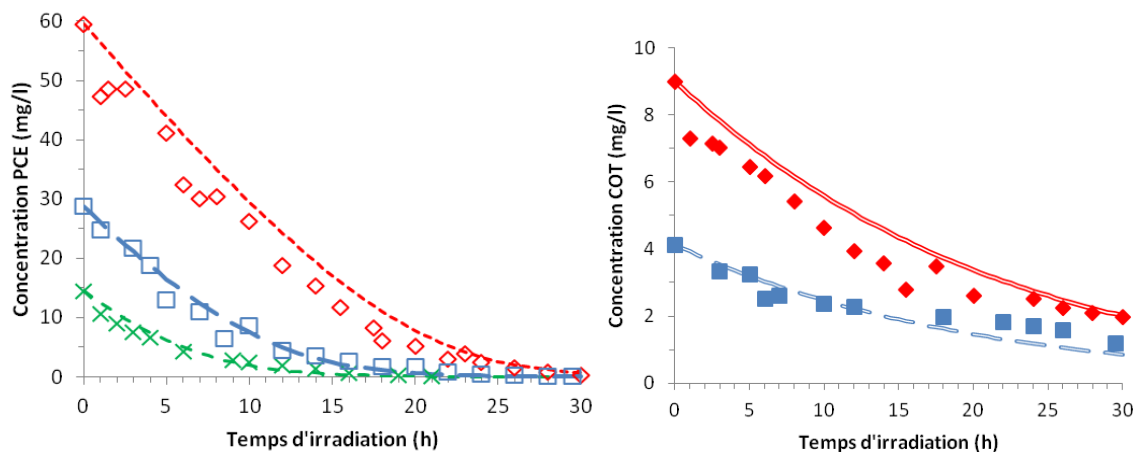 Concentration PCE (mg/l)
60
50
40
30
20
10
0
0 5 10 15 20 25 30
Temps d'irradiation (h)
Concentration COT (mg/l)
10
8
6
4
2
0
0 5 10 15 20 25 30
Temps d'irradiation (h)